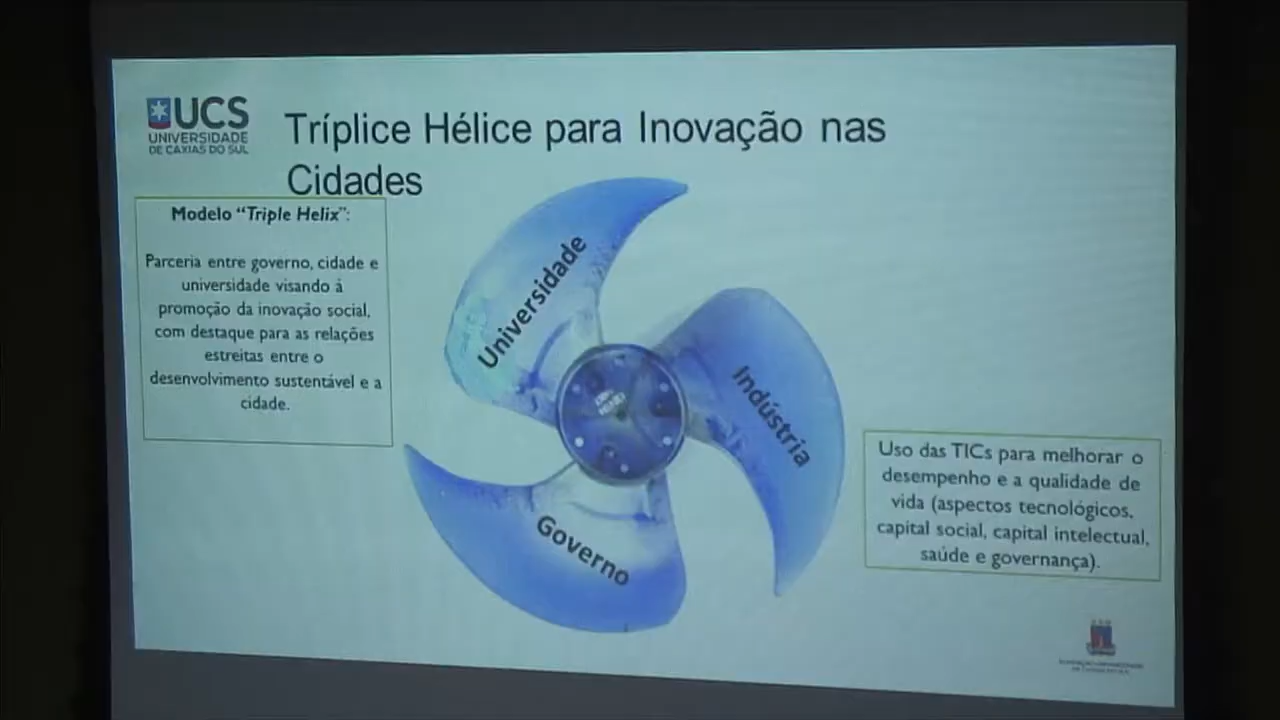 UCS
UNIVERSIDADE
DE CAXIAS DO SUL
Tríplice Hélice para Inovação nas
Cidades
Modelo “Triple Helix”:
Parceria entre governo, cidade e
universidade visando à
promoção da inovação social,
com destaque para as relações
estreitas entre o
desenvolvimento sustentável e a
cidade.
Universidade
Indústria
Governo
Uso das TICs para melhorar o
desempenho e a qualidade de
vida (aspectos tecnológicos,
capital social, capital intelectual,
saúde e governança).